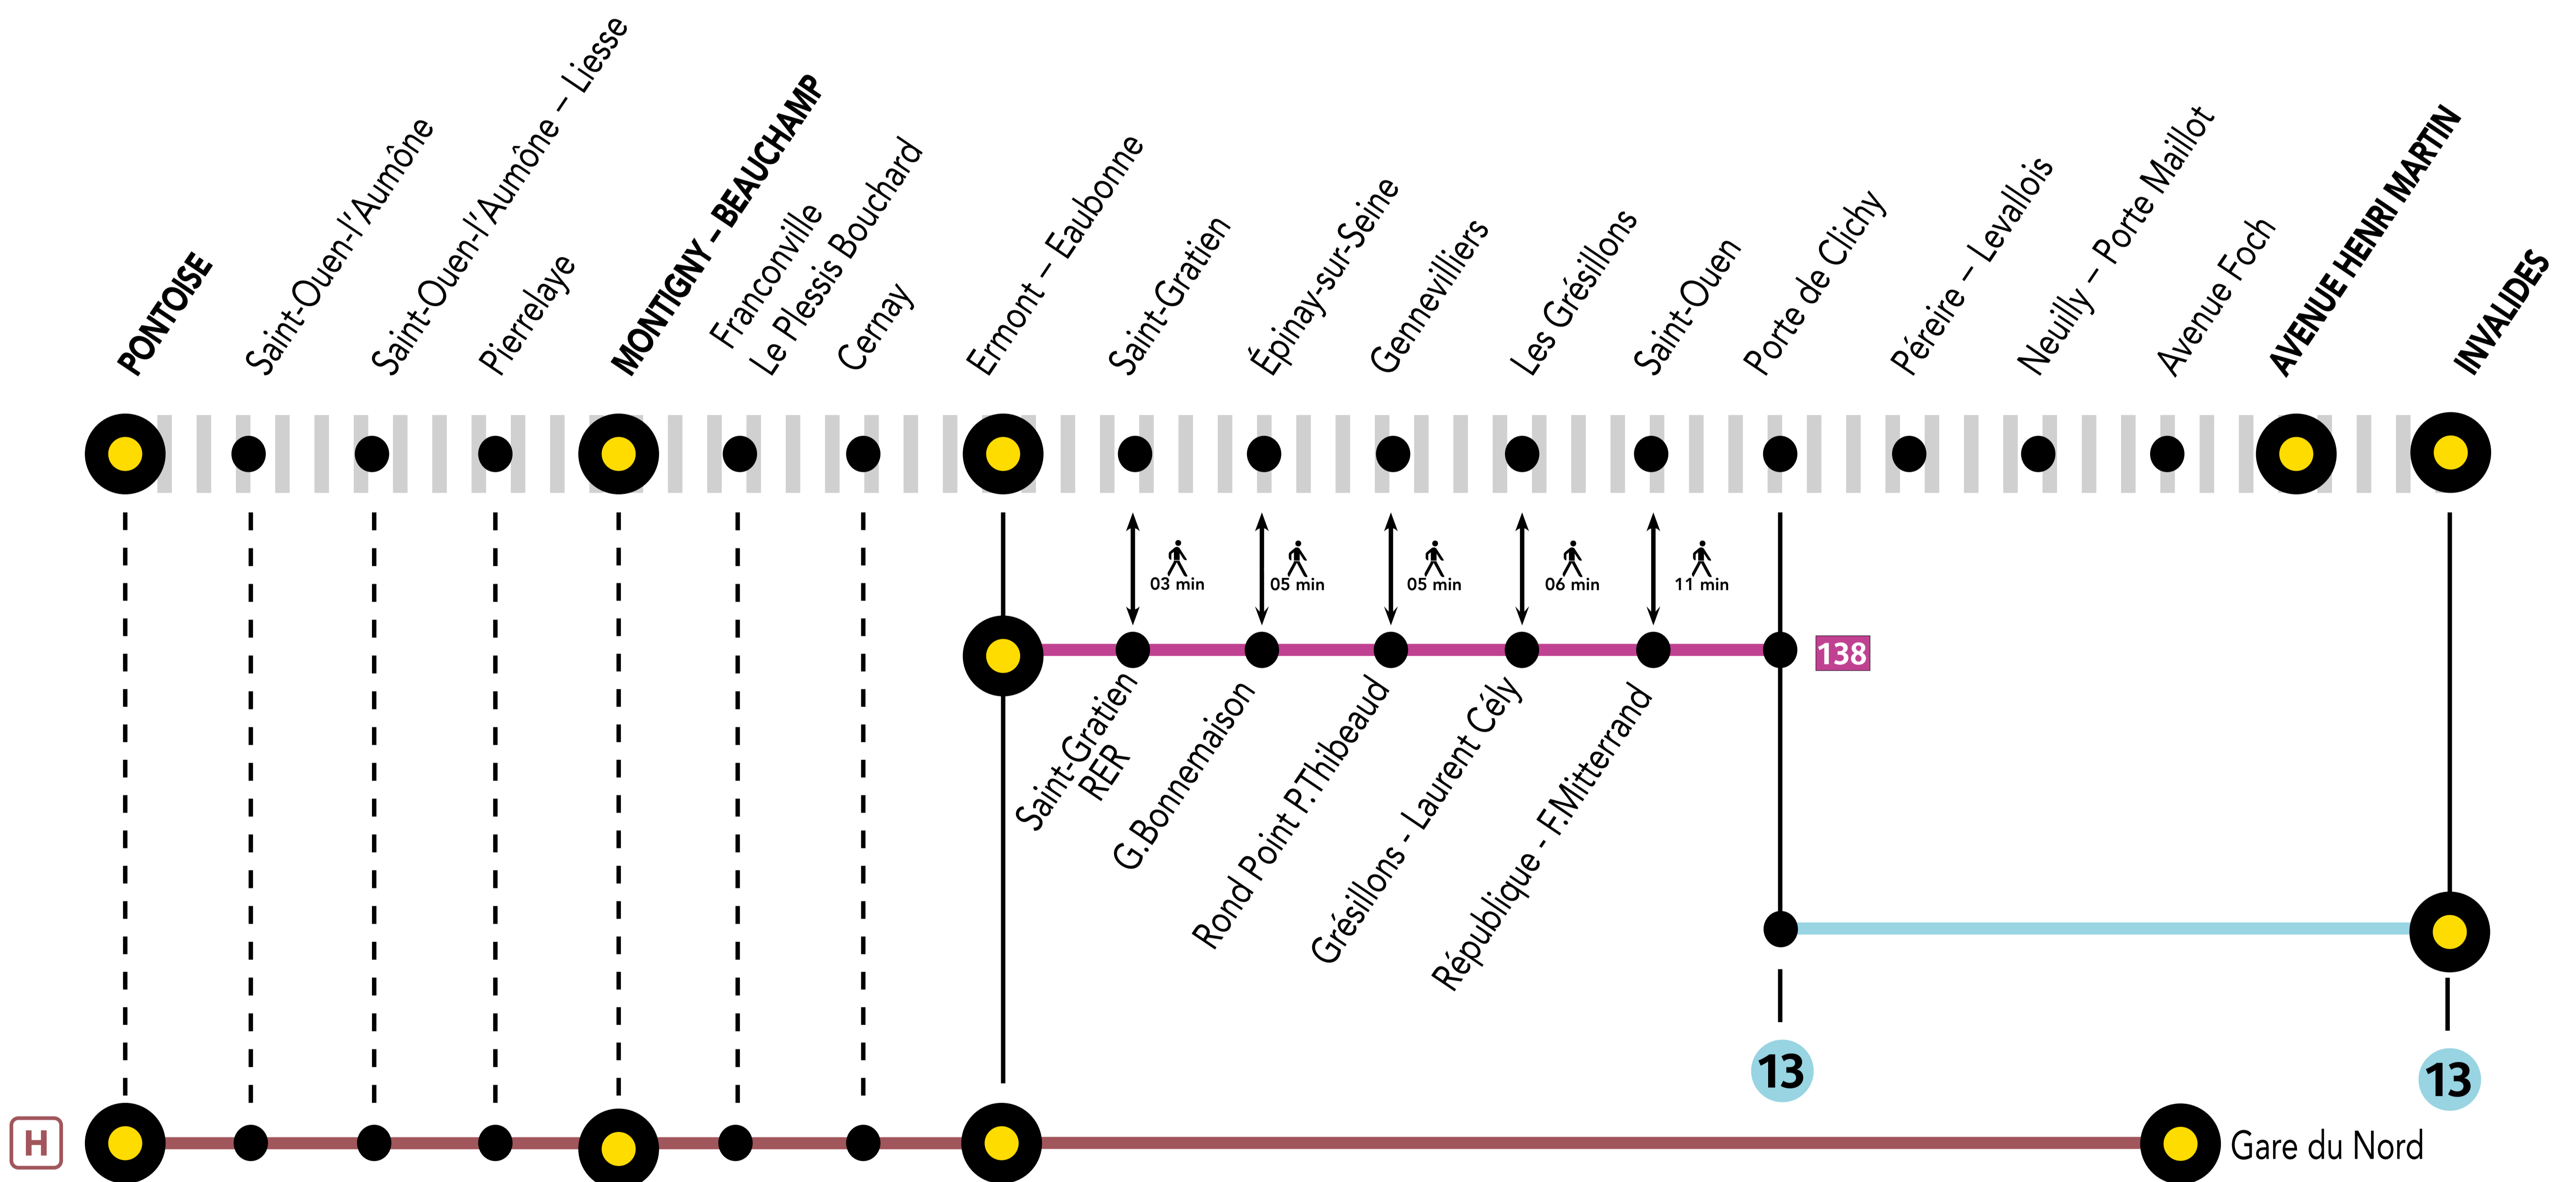 PONTOISE
Saint-Ouen-l'Aumône
Saint-Ouen-l'Aumône – Liesse
Pierrelaye
MONTIGNY – BEAUCHAMP
Franconville
Le Plessis Bouchard
Cernay
Ermont – Eaubonne
Saint-Gratien
Épinay-sur-Seine
Gennevilliers
Les Grésillons
Saint-Ouen
Porte de Clichy
Péreire – Levallois
Neuilly – Porte Maillot
Avenue Foch
AVENUE HENRI MARTIN
INVALIDES
03 min
05 min
05 min
06 min
11 min
138
Saint-Gratien
RER
G.Bonnemaison
Rond Point P.Thibeaud
Grésillons - Laurent Cély
République - F.Mitterrand
13
13
H
Gare du Nord